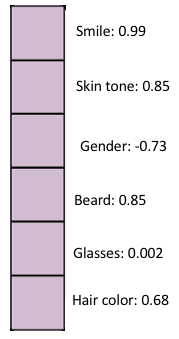 Smile: 0.99
Skin tone: 0.85
Gender: -0.73
Beard: 0.85
Glasses: 0.002
Hair color: 0.68